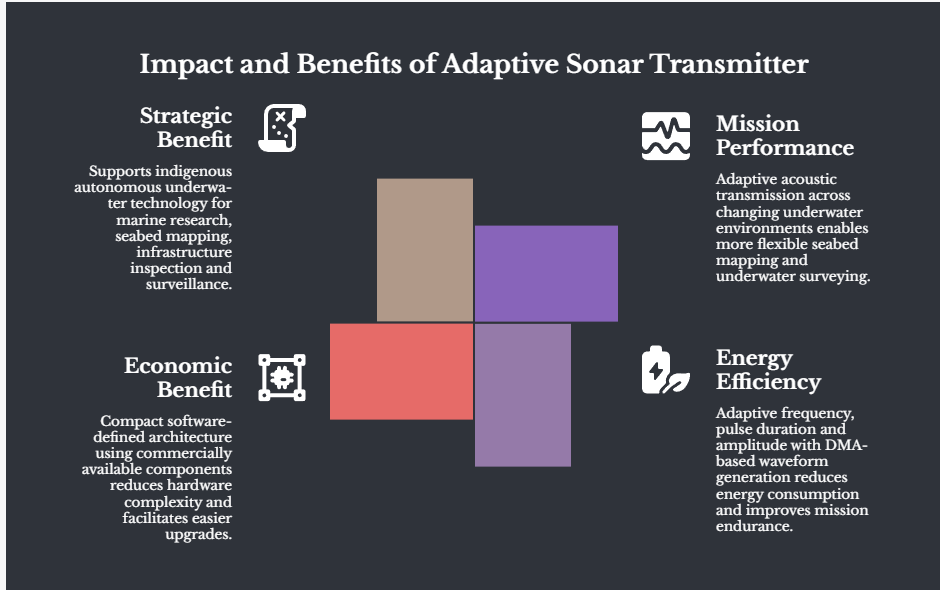 Impact and Benefits of Adaptive Sonar Transmitter
Strategic
Benefit
Supports indigenous
autonomous underwa-
ter technology for
marine research,
seabed mapping,
infrastructure
inspection and
surveillance.
Mission
Performance
Adaptive acoustic
transmission across
changing underwater
environments enables
more flexible seabed
mapping and
underwater surveying.
Economic
Benefit
Compact software-
defined architecture
using commercially
available components
reduces hardware
complexity and
facilitates easier
upgrades.
Energy
Efficiency
Adaptive frequency,
pulse duration and
amplitude with DMA-
based waveform
generation reduces
energy consumption
and improves mission
endurance.